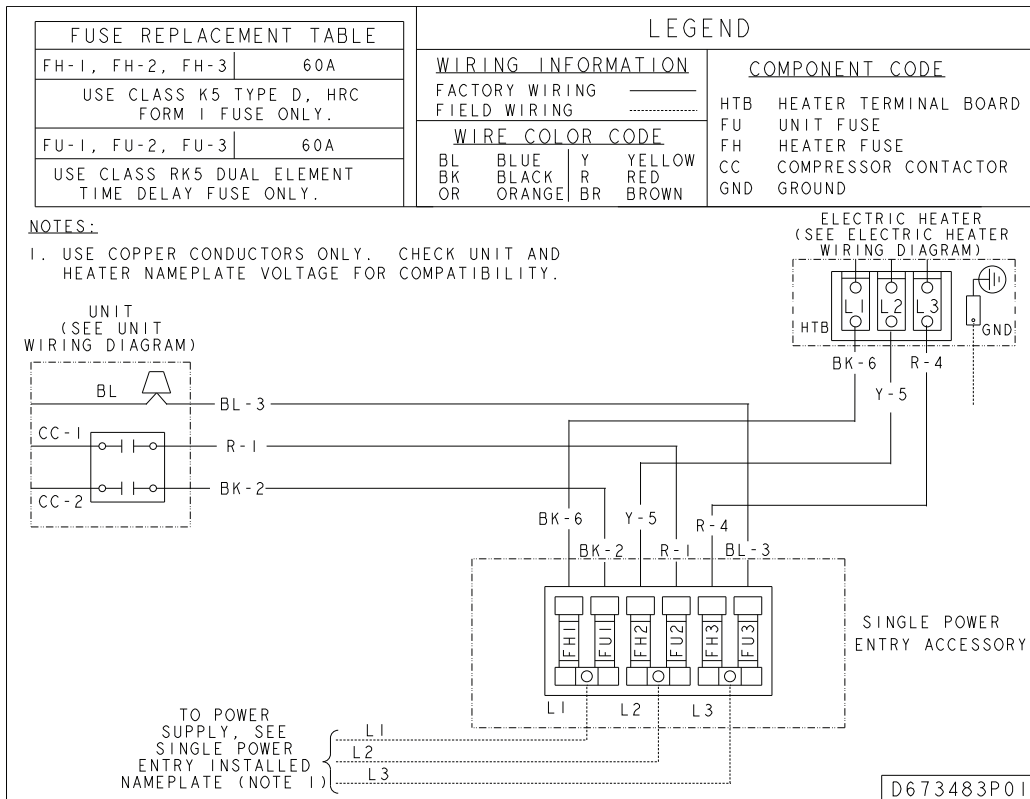 FUSE REPLACEMENT TABLE
FH-1, FH-2, FH-3 60A
USE CLASS K5 TYPE D, HRC
FORM I FUSE ONLY.
FU-1, FU-2, FU-3 60A
USE CLASS RK5 DUAL ELEMENT
TIME DELAY FUSE ONLY.
LEGEND
WIRING INFORMATION
FACTORY WIRING
FIELD WIRING
WIRE COLOR CODE
BL BLUE Y YELLOW
BK BLACK R RED
OR ORANGE BR BROWN
COMPONENT CODE
HTB HEATER TERMINAL BOARD
FU UNIT FUSE
FH HEATER FUSE
CC COMPRESSOR CONTACTOR
GND GROUND
NOTES:
1. USE COPPER CONDUCTORS ONLY. CHECK UNIT AND
HEATER NAMEPLATE VOLTAGE FOR COMPATIBILITY.
ELECTRIC HEATER
(SEE ELECTRIC HEATER
WIRING DIAGRAM)
L1 L2 L3
HTB
GND
BK-6 R-4
Y-5
UNIT
(SEE UNIT
WIRING DIAGRAM)
BL
BL-3
CC-1
R-1
BK-2
CC-2
BK-6 Y-5 R-4
BK-2 R-1 BL-3
FH1 FU1 FH2 FU2 FH3 FU3
SINGLE POWER
ENTRY ACCESSORY
L1 L2 L3
TO POWER
SUPPLY, SEE
SINGLE POWER
ENTRY INSTALLED
NAMEPLATE (NOTE 1)
L1
L2
L3
D673483P01